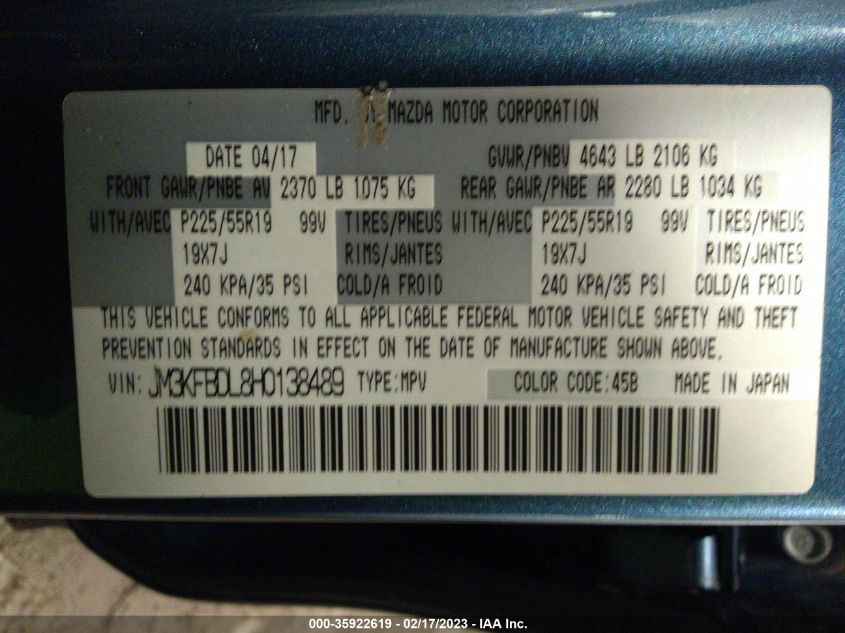 MFD. MAZDA MOTOR CORPORATION
DATE 04/17 GVWR/PNBV 4643 LB 2106 KG
FRONT GAWR/PNBE AV 2370 LB 1075 KG REAR GAWR/PNBE AR 2280 LB 1034 KG
WITH/AVEC P225/55R19 99V TIRES/PNEUS WITH/AVEC P225/55R19 99V TIRES/PNEUS
19X7J RIMS/JANTES 19X7J RIMS/JANTES
240 KPA/35 PSI COLD/A FROID 240 KPA/35 PSI COLD/A FROID
THIS VEHICLE CONFORMS TO ALL APPLICABLE FEDERAL MOTOR VEHICLE SAFETY AND THEFT
PREVENTION STANDARDS IN EFFECT ON THE DATE OF MANUFACTURE SHOWN ABOVE.
VIN: JM3KFBDL8H0138489 TYPE:MPV COLOR CODE:45B MADE IN JAPAN
000-35922619 - 02/17/2023 - IAA Inc.